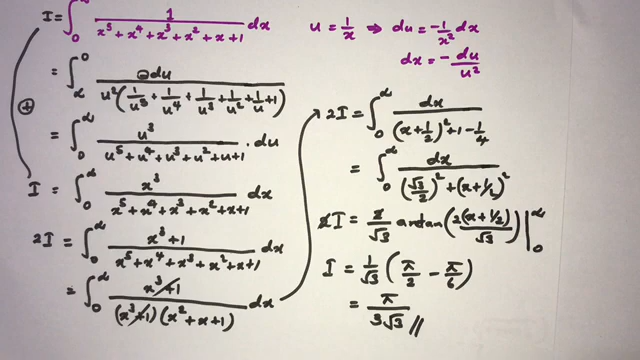 I = ∫₀^∝ 1/(x⁵+x⁴+x³+x²+x+1) dx
u = 1/x ⇒ du = -1/x² dx
dx = - du/u²
= ∫_∝^0 -du/(u²(1/u⁵+1/u⁴+1/u³+1/u²+1/u+1))
⊕
= ∫₀^∝ u³/(u⁵+u⁴+u³+u²+u+1) · du
I = ∫₀^∝ x³/(x⁵+x⁴+x³+x²+x+1) dx
2I = ∫₀^∝ (x³+1)/(x⁵+x⁴+x³+x²+x+1) dx
= ∫₀^∝ (x³+1)/((x³+1)(x²+x+1)) dx
2I = ∫₀^∝ dx/((x+1/2)²+1-1/4)
= ∫₀^∝ dx/((√3/2)²+(x+1/2)²)
2I = 2/√3 arctan(2(x+1/2)/√3) |₀^∝
I = 1/√3 (π/2 - π/6)
= π/(3√3) //